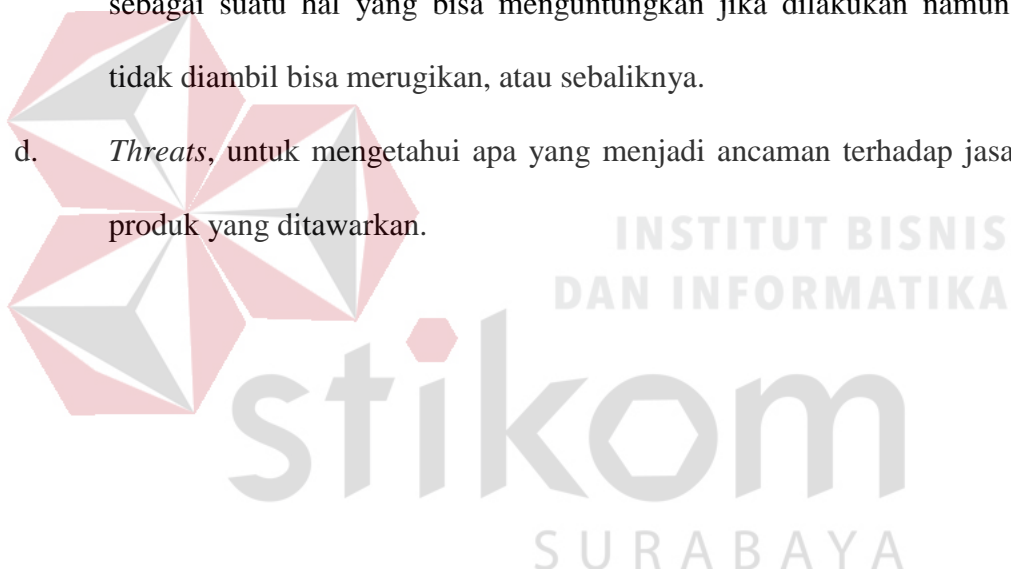 sebagai suatu hal yang bisa menguntungkan jika dilakukan namun
tidak diambil bisa merugikan, atau sebaliknya.
d. Threats, untuk mengetahui apa yang menjadi ancaman terhadap jasa
produk yang ditawarkan.
INSTITUT BISNIS
DAN INFORMATIKA
stikom
SURABAYA